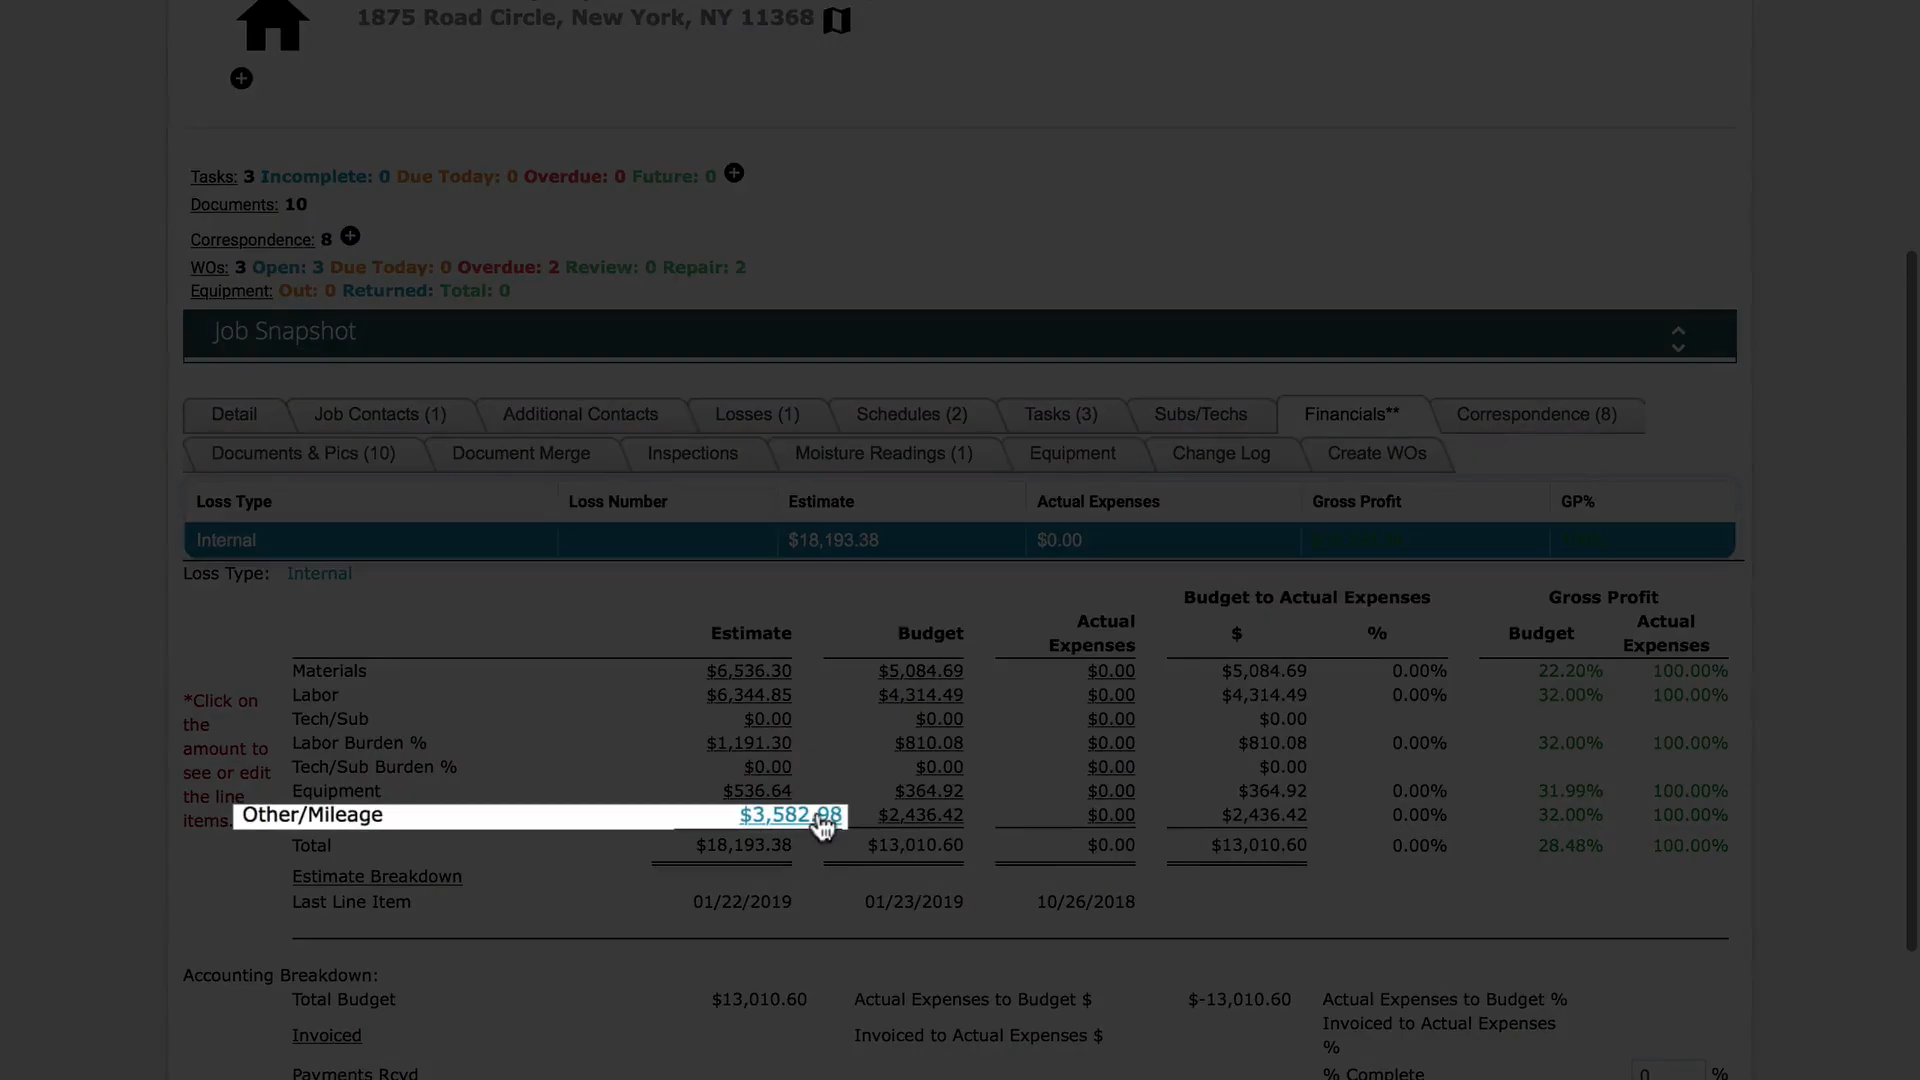 1875 Road Circle, New York, NY 11368
Tasks: 3 Incomplete: 0 Due Today: 0 Overdue: 0 Future: 0
Documents: 10
Correspondence: 8
WOs: 3 Open: 3 Due Today: 0 Overdue: 2 Review: 0 Repair: 2
Equipment: Out: 0 Returned: Total: 0
Job Snapshot
Detail Job Contacts (1) Additional Contacts Losses (1) Schedules (2) Tasks (3) Subs/Techs Financials** Correspondence (8)
Documents & Pics (10) Document Merge Inspections Moisture Readings (1) Equipment Change Log Create WOs
Loss Type Loss Number Estimate Actual Expenses Gross Profit GP%
Internal $18,193.38 $0.00
Loss Type: Internal
Budget to Actual Expenses Gross Profit
Estimate Budget Actual Expenses $ % Budget Actual Expenses
*Click on the amount to see or edit the line items.
Materials $6,536.30 $5,084.69 $0.00 $5,084.69 0.00% 22.20% 100.00%
Labor $6,344.85 $4,314.49 $0.00 $4,314.49 0.00% 32.00% 100.00%
Tech/Sub $0.00 $0.00 $0.00 $0.00
Labor Burden % $1,191.30 $810.08 $0.00 $810.08 0.00% 32.00% 100.00%
Tech/Sub Burden % $0.00 $0.00 $0.00 $0.00
Equipment $536.64 $364.92 $0.00 $364.92 0.00% 31.99% 100.00%
Other/Mileage $3,582.98 $2,436.42 $0.00 $2,436.42 0.00% 32.00% 100.00%
Total $18,193.38 $13,010.60 $0.00 $13,010.60 0.00% 28.48% 100.00%
Estimate Breakdown
Last Line Item 01/22/2019 01/23/2019 10/26/2018
Accounting Breakdown:
Total Budget $13,010.60 Actual Expenses to Budget $ $-13,010.60 Actual Expenses to Budget %
Invoiced Invoiced to Actual Expenses $ Invoiced to Actual Expenses %
Payments Rcvd % Complete 0 %